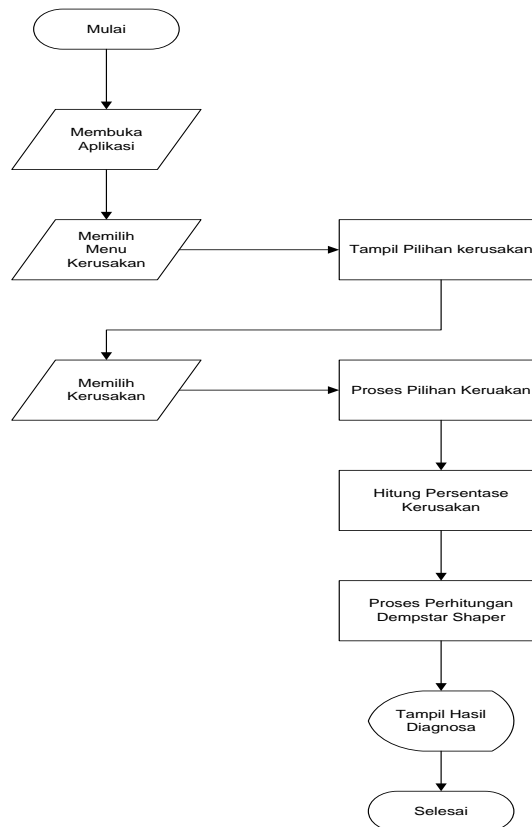 Mulai
Membuka
Aplikasi
Memilih
Menu
Kerusakan
Tampil Pilihan kerusakan
Memilih
Kerusakan
Proses Pilihan Keruakan
Hitung Persentase
Kerusakan
Proses Perhitungan
Dempstar Shaper
Tampil Hasil
Diagnosa
Selesai